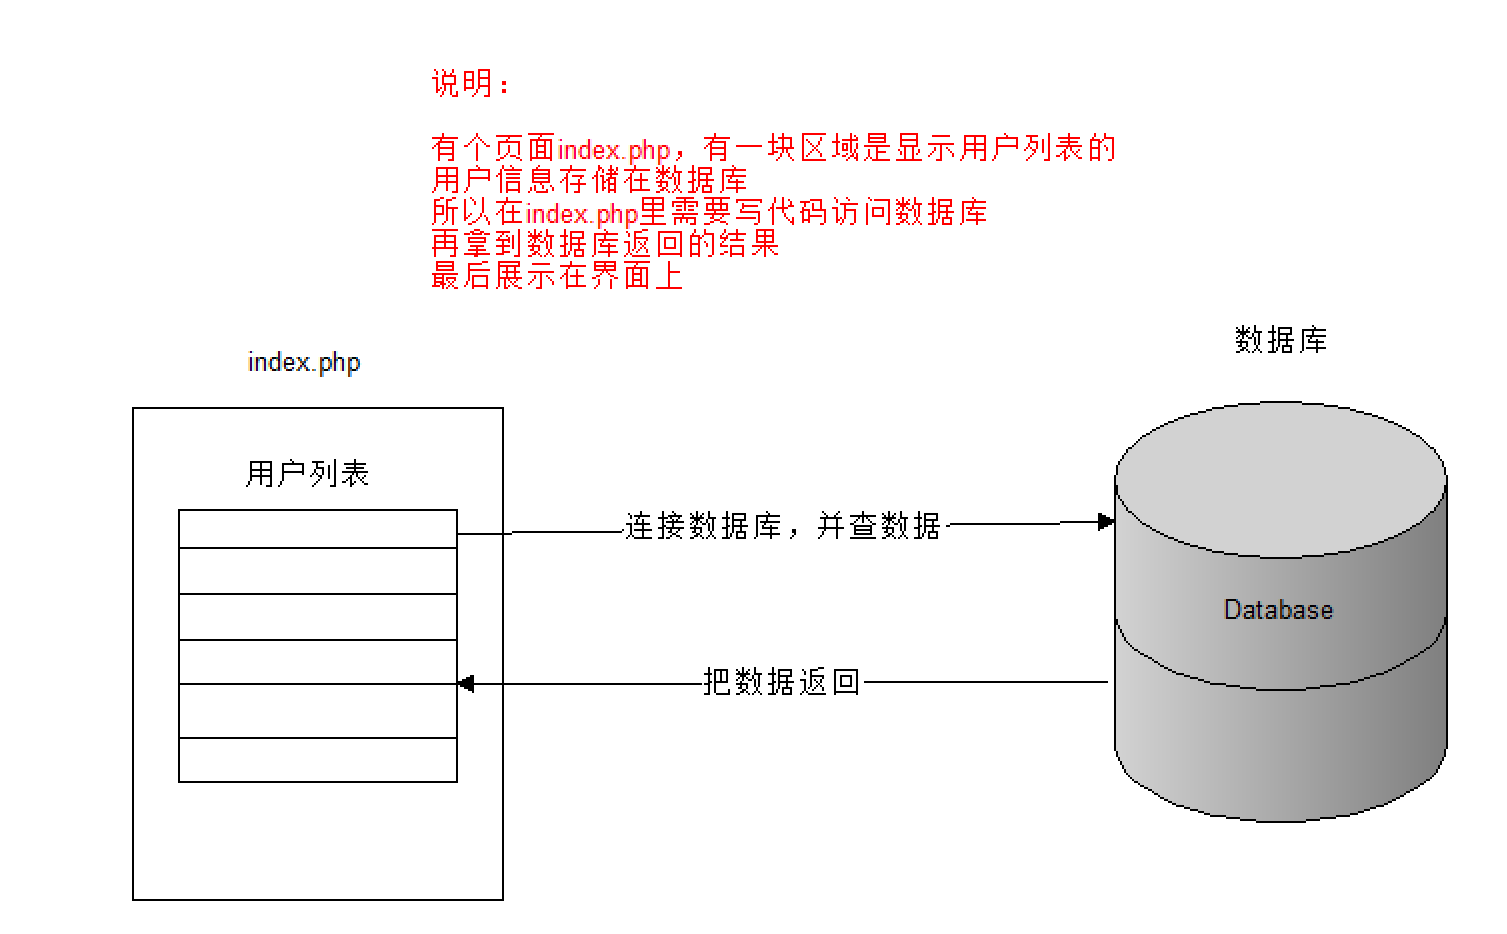 说明：
有个页面index.php，有一块区域是显示用户列表的
用户信息存储在数据库
所以在index.php里需要写代码访问数据库
再拿到数据库返回的结果
最后展示在界面上
数据库
index.php
用户列表
连接数据库，并查数据
Database
把数据返回